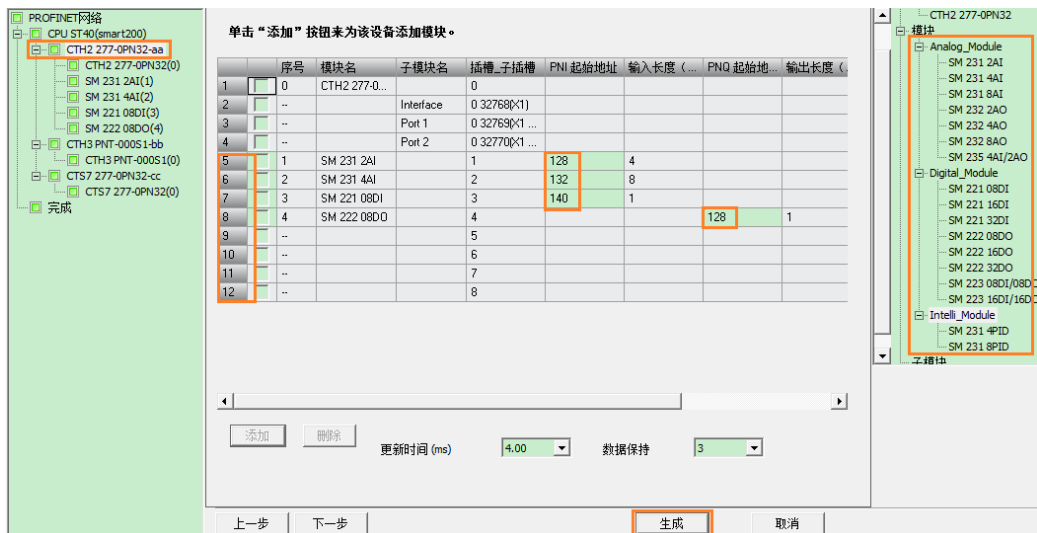 PROFINET网络
CPU ST40(smart200)
CTH2 277-0PN32-aa
CTH2 277-0PN32(0)
SM 231 2AI(1)
SM 231 4AI(2)
SM 221 08DI(3)
SM 222 08DO(4)
CTH3 PNT-000S1-bb
CTH3 PNT-000S1(0)
CTS7 277-0PN32-cc
CTS7 277-0PN32(0)
完成
单击“添加”按钮来为该设备添加模块。
序号 模块名 子模块名 插槽_子插槽 PNI 起始地址 输入长度（... PNQ 起始地... 输出长度（.
1 0 CTH2 277-0... 0
2 -- Interface 0 32768(X1)
3 -- Port 1 0 32769(X1 ...
4 -- Port 2 0 32770(X1 ...
5 1 SM 231 2AI 1 128 4
6 2 SM 231 4AI 2 132 8
7 3 SM 221 08DI 3 140 1
8 4 SM 222 08DO 4 128 1
9 -- 5
10 -- 6
11 -- 7
12 -- 8
添加 删除
更新时间 (ms) 4.00 数据保持 3
上一步 下一步 生成 取消
CTH2 277-0PN32
模块
Analog_Module
SM 231 2AI
SM 231 4AI
SM 231 8AI
SM 232 2AO
SM 232 4AO
SM 232 8AO
SM 235 4AI/2AO
Digital_Module
SM 221 08DI
SM 221 16DI
SM 221 32DI
SM 222 08DO
SM 222 16DO
SM 222 32DO
SM 223 08DI/08DO
SM 223 16DI/16DO
Intelli_Module
SM 231 4PID
SM 231 8PID
子模块